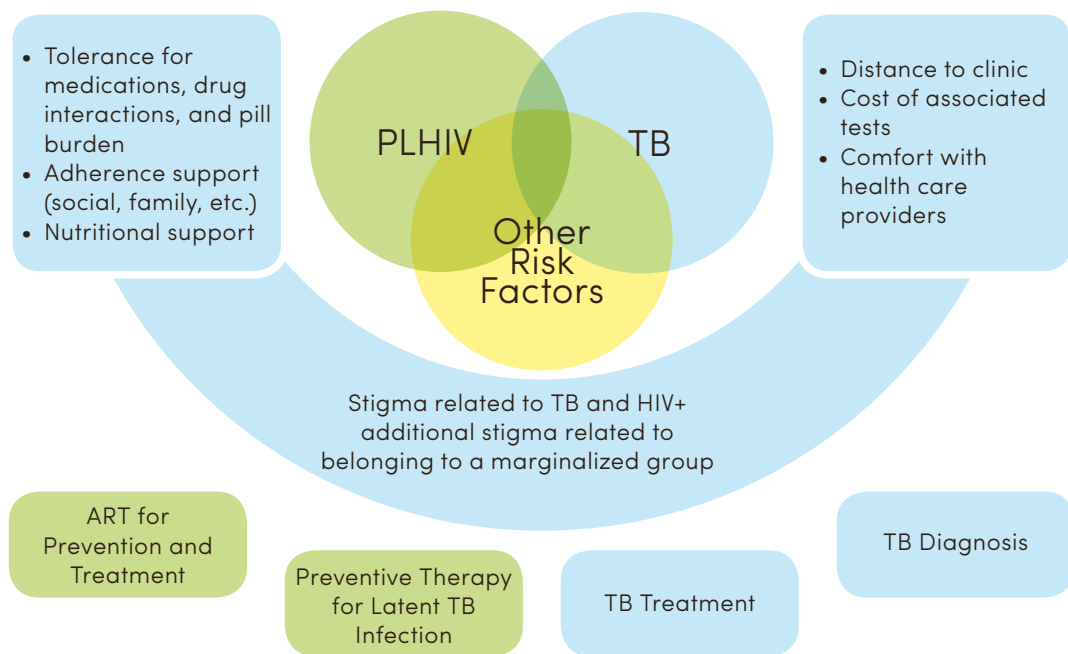 • Tolerance for
medications, drug
interactions, and pill
burden
• Adherence support
(social, family, etc.)
• Nutritional support
PLHIV
TB
Other
Risk
Factors
• Distance to clinic
• Cost of associated
tests
• Comfort with
health care
providers
Stigma related to TB and HIV+
additional stigma related to
belonging to a marginalized group
ART for
Prevention and
Treatment
Preventive Therapy
for Latent TB
Infection
TB Treatment
TB Diagnosis